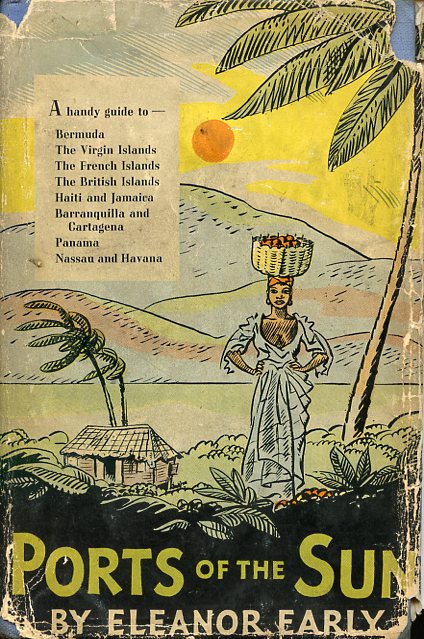 A handy guide to —
Bermuda
The Virgin Islands
The French Islands
The British Islands
Haiti and Jamaica
Barranquilla and
Cartagena
Panama
Nassau and Havana
PORTS OF THE SUN
BY ELEANOR EARLY